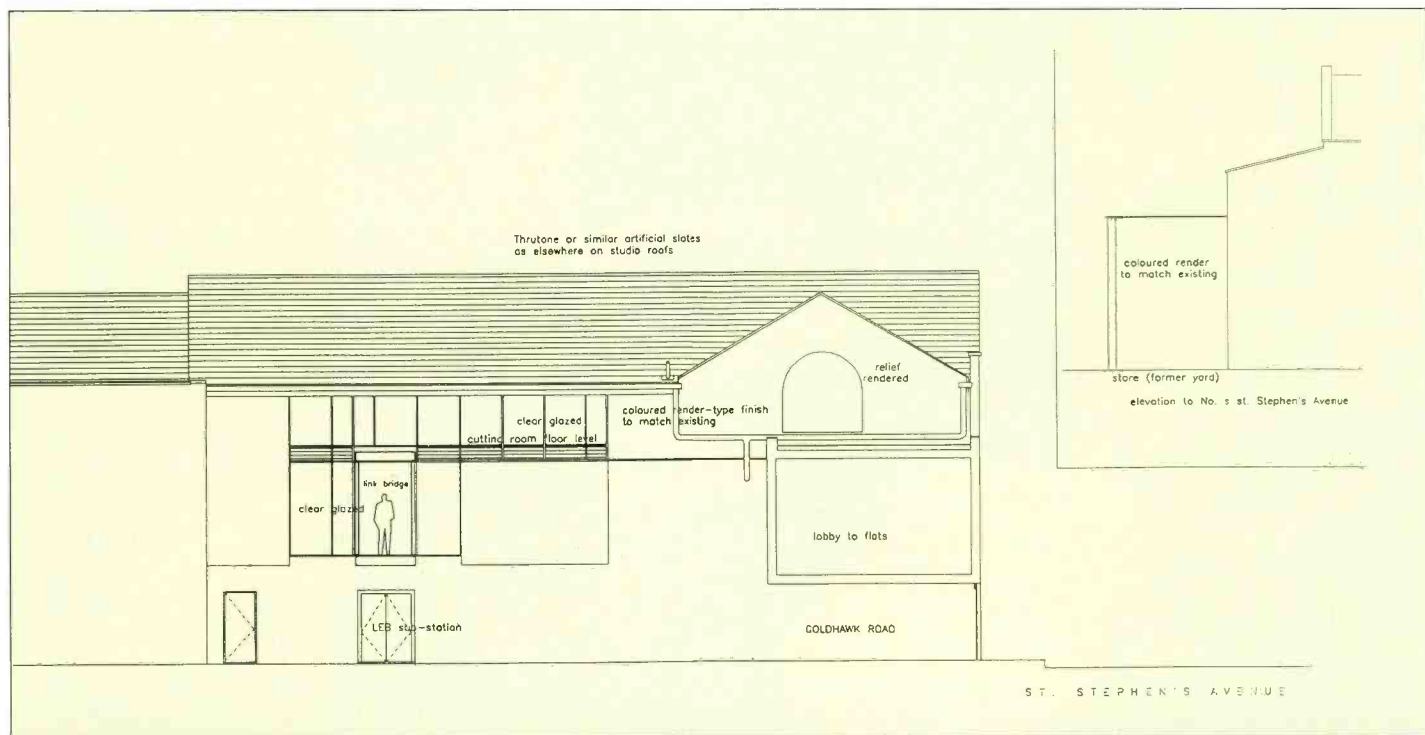 Thrutone or similar artificial slates
as elsewhere on studio roofs
coloured render
to match existing
relief
rendered
store (former yard)
elevation to No. s st. Stephen's Avenue
coloured render-type finish
to match existing
clear glazed
cutting room floor level
link bridge
clear glazed
lobby to flats
LEB sub-station
GOLDHAWK ROAD
ST. STEPHEN'S AVENUE